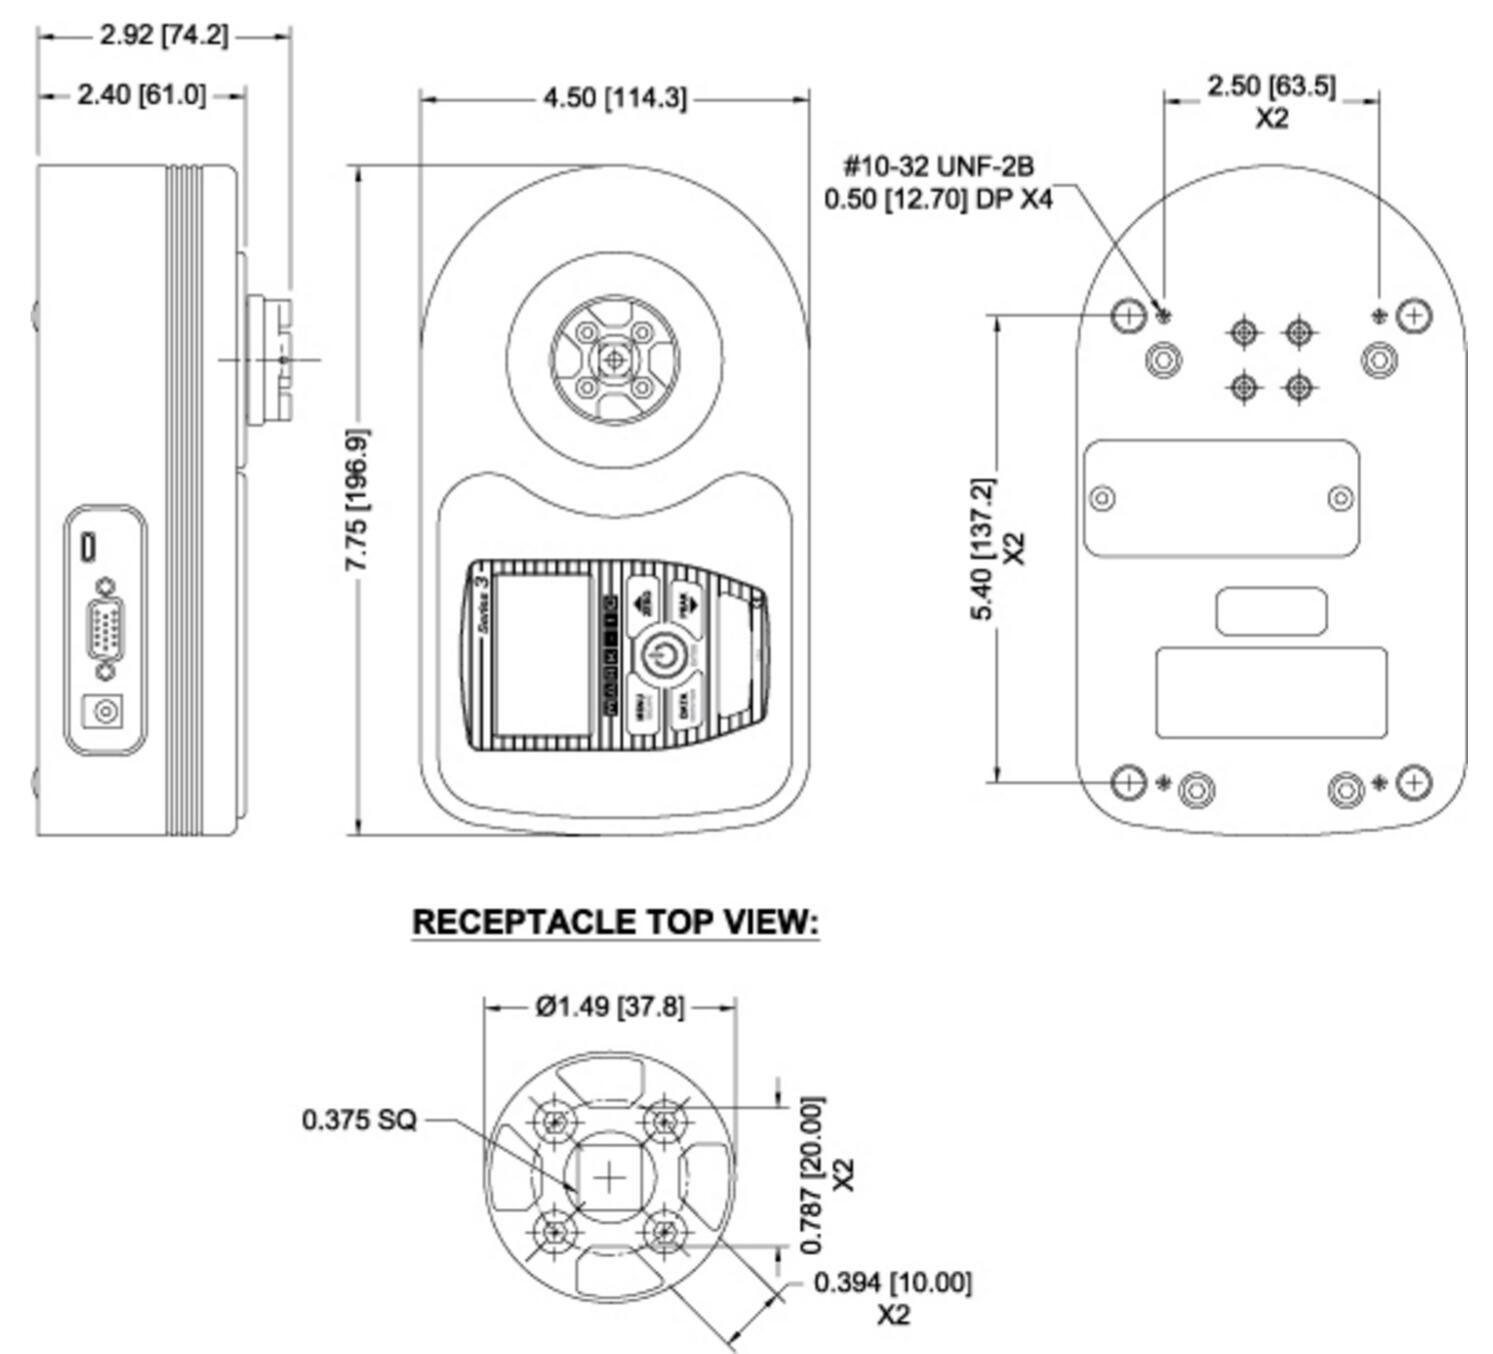 2.92 [74.2]
2.40 [61.0]
4.50 [114.3]
7.75 [196.9]
Series 3
MARK-10
ZERO
PEAK
MENU
DATA
2.50 [63.5]
X2
#10-32 UNF-2B
0.50 [12.70] DP X4
5.40 [137.2]
X2
RECEPTACLE TOP VIEW:
Ø1.49 [37.8]
0.375 SQ
0.787 [20.00]
X2
0.394 [10.00]
X2